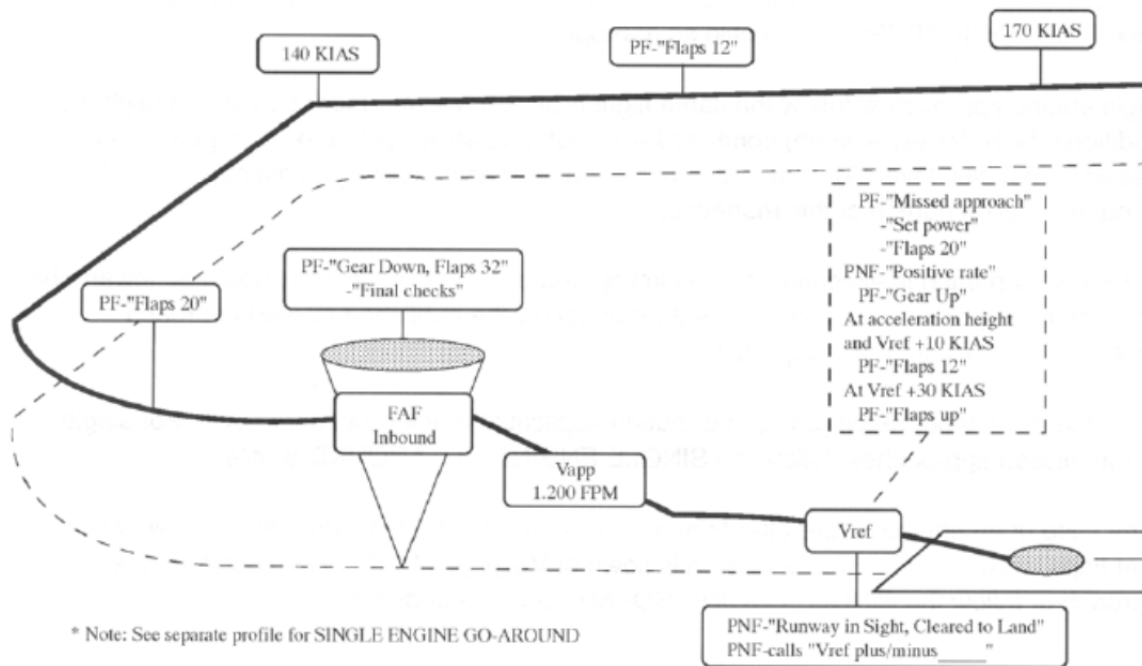 140 KIAS
PF-"Flaps 12"
170 KIAS
PF-"Flaps 20"
PF-"Gear Down, Flaps 32"
-"Final checks"
FAF
Inbound
Vapp
1.200 FPM
PF-"Missed approach"
-"Set power"
-"Flaps 20"
PNF-"Positive rate"
PF-"Gear Up"
At acceleration height
and Vref +10 KIAS
PF-"Flaps 12"
At Vref +30 KIAS
PF-"Flaps up"
Vref
PNF-"Runway in Sight, Cleared to Land"
PNF-calls "Vref plus/minus_____"
* Note: See separate profile for SINGLE ENGINE GO-AROUND